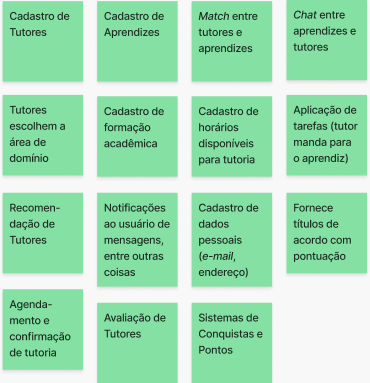 Cadastro de
Tutores
Cadastro de
Aprendizes
Match entre
tutores e
aprendizes
Chat entre
aprendizes e
tutores
Tutores
escolhem a
área de
domínio
Cadastro de
formação
acadêmica
Cadastro de
horários
disponíveis
para tutoria
Aplicação de
tarefas (tutor
manda para
o aprendiz)
Recomen-
dação de
Tutores
Notificações
ao usuário de
mensagens,
entre outras
coisas
Cadastro de
dados
pessoais
(e-mail,
endereço)
Fornece
títulos de
acordo com
pontuação
Agenda-
mento e
confirmação
de tutoria
Avaliação de
Tutores
Sistemas de
Conquistas e
Pontos